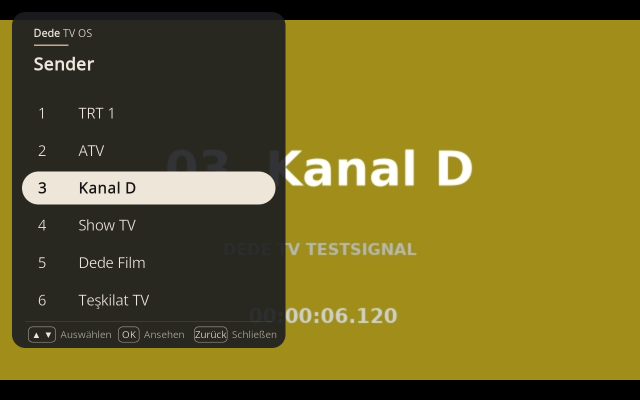 Dede TV OS
Sender
1 TRT 1
2 ATV
3 Kanal D
4 Show TV
5 Dede Film
6 Teşkilat TV
▲ ▼ Auswählen OK Ansehen Zurück Schließen
03 Kanal D
DEDE TV TESTSIGNAL
00:00:06.120